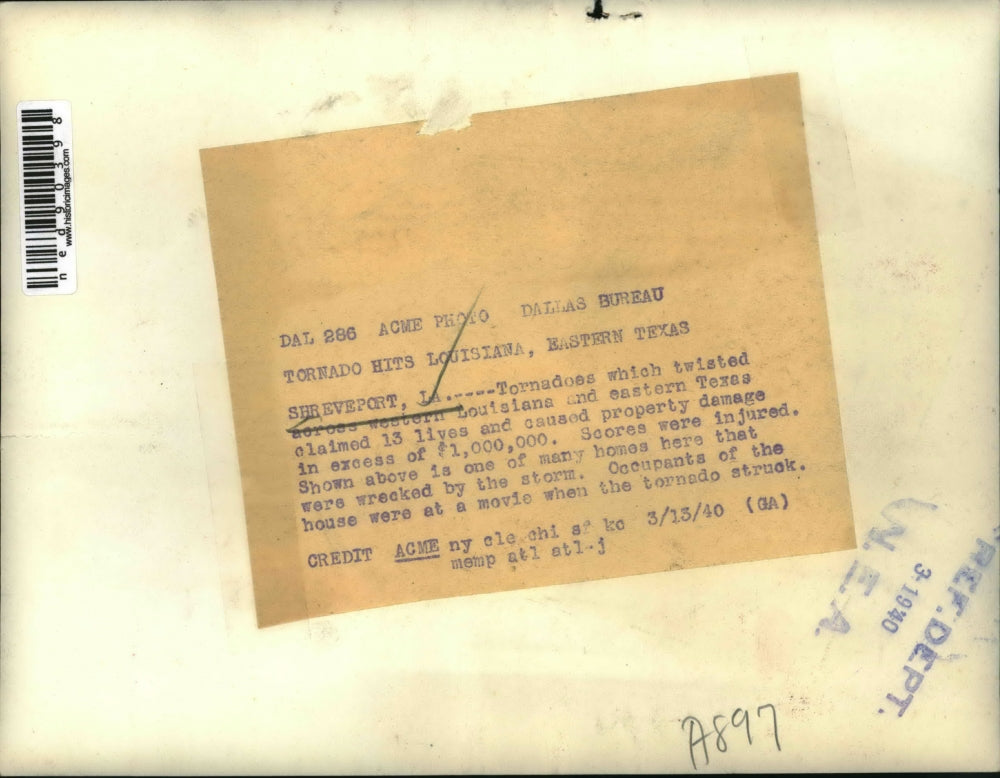 DAL 286 ACME PHOTO DALLAS BUREAU
TORNADO HITS LOUISIANA, EASTERN TEXAS
SHREVEPORT, LA.----Tornadoes which twisted
across western Louisiana and eastern Texas
claimed 13 lives and caused property damage
in excess of $1,000,000. Scores were injured.
Shown above is one of many homes here that
were wrecked by the storm. Occupants of the
house were at a movie when the tornado struck.
CREDIT ACME ny cle chi sf kc 3/13/40 (GA)
memp atl atl-j
ned90398
www.historicimages.com
REF. DEPT.
3-1940
N.E.A.
A897